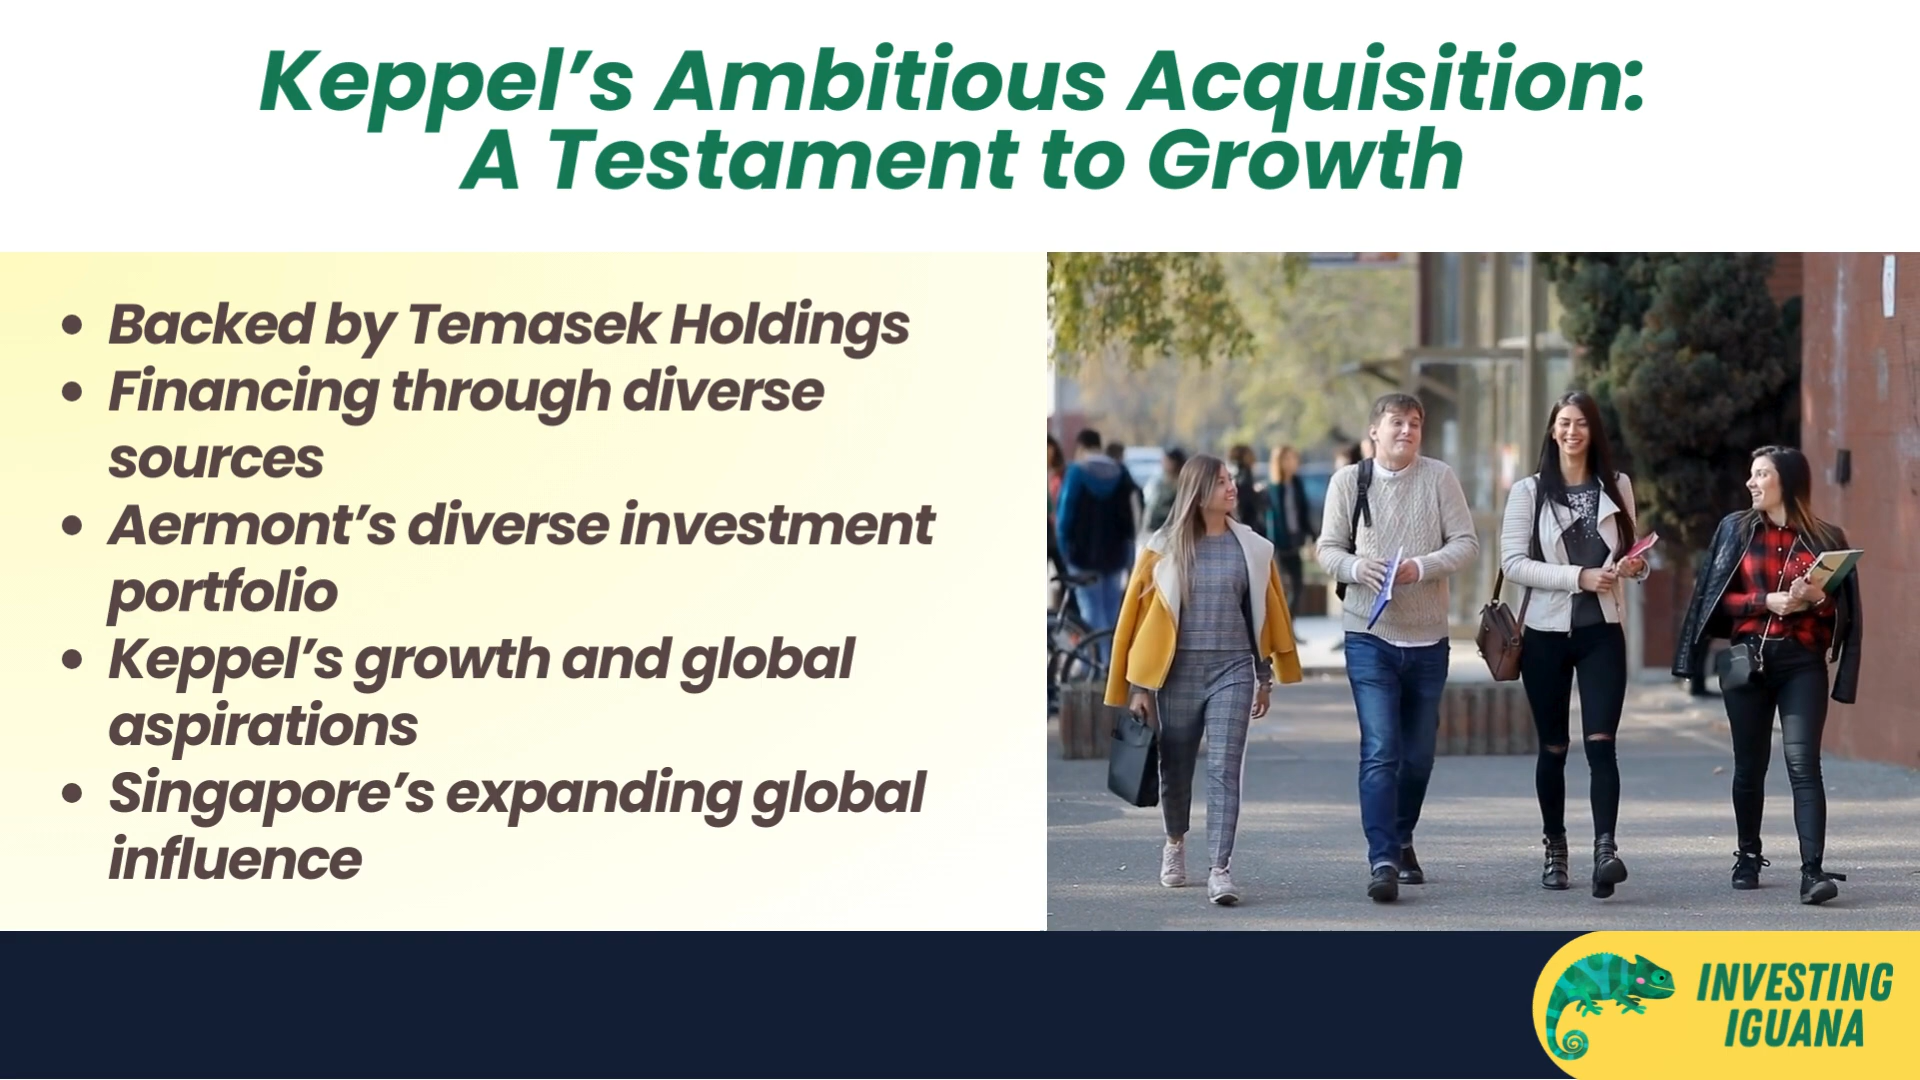 Keppel’s Ambitious Acquisition:
A Testament to Growth
• Backed by Temasek Holdings
• Financing through diverse
sources
• Aermont’s diverse investment
portfolio
• Keppel’s growth and global
aspirations
• Singapore’s expanding global
influence
INVESTING
IGUANA